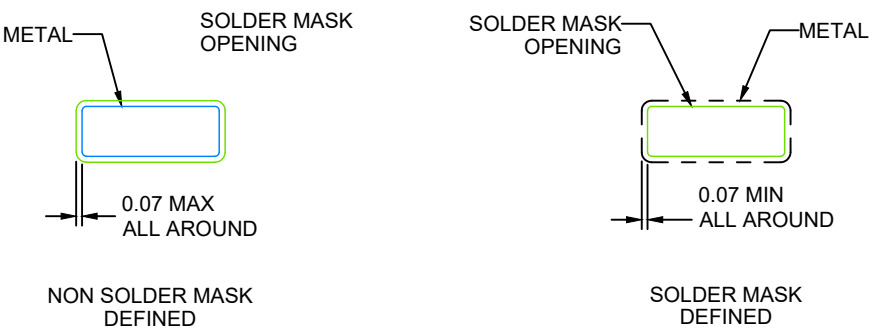 METAL
SOLDER MASK
OPENING
0.07 MAX
ALL AROUND
NON SOLDER MASK
DEFINED
SOLDER MASK
OPENING
METAL
0.07 MIN
ALL AROUND
SOLDER MASK
DEFINED